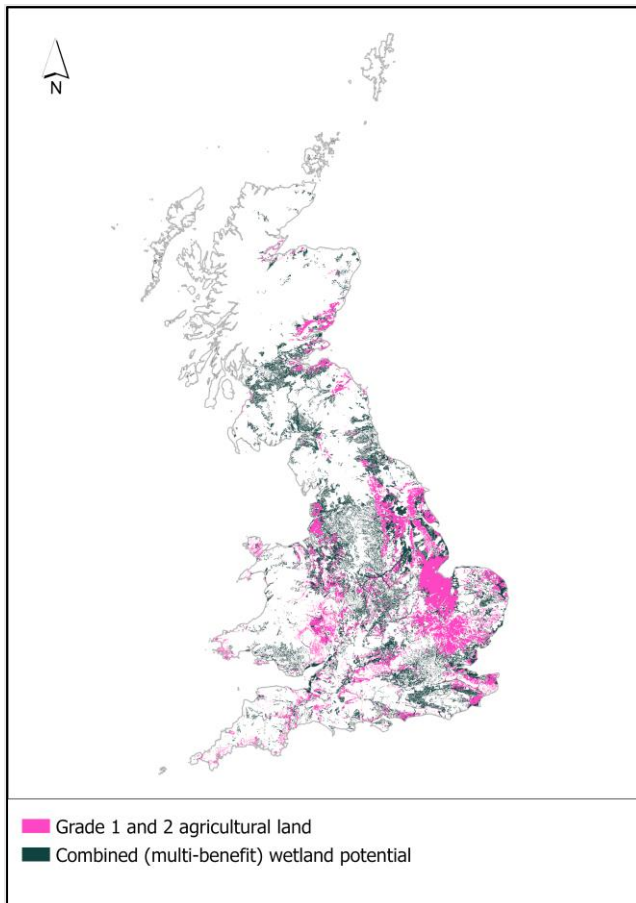 N
Grade 1 and 2 agricultural land
Combined (multi-benefit) wetland potential